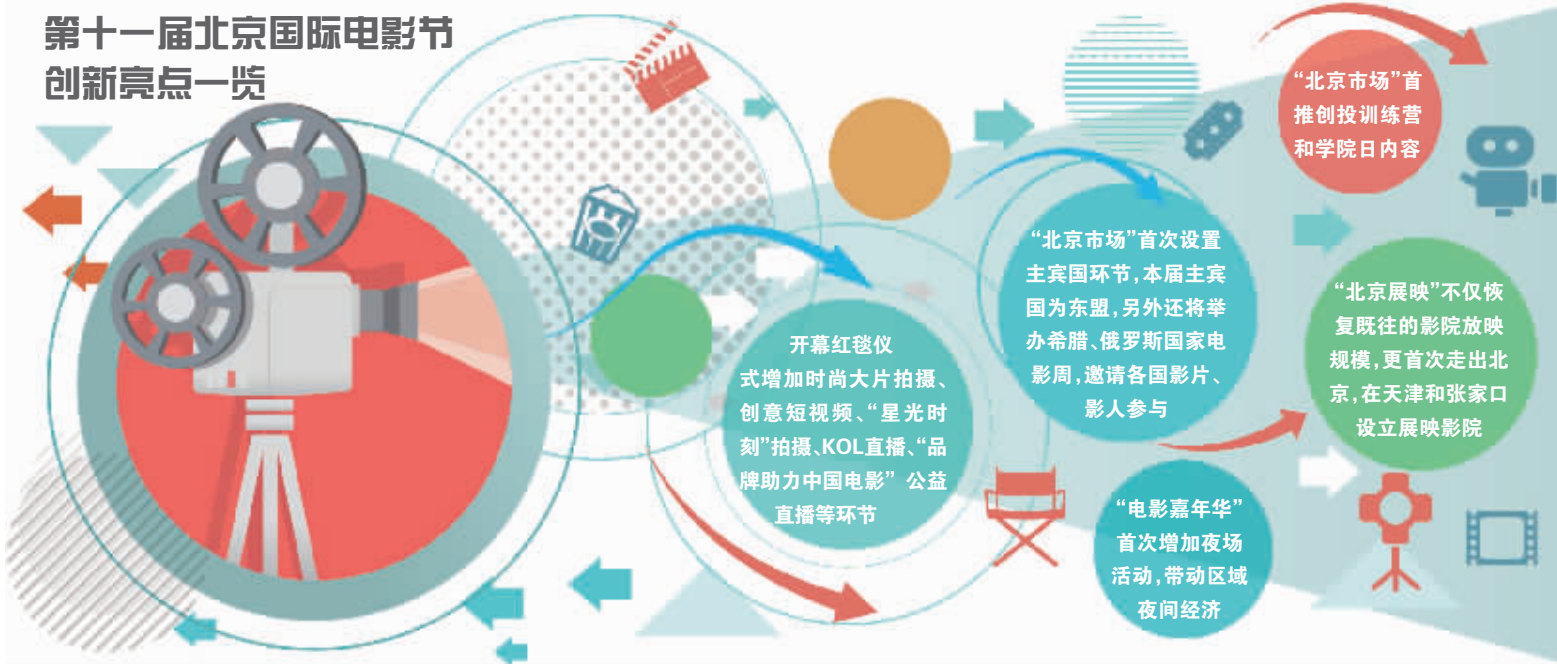 第十一届北京国际电影节
创新亮点一览
开幕红毯仪
式增加时尚大片拍摄、
创意短视频、“星光时
刻”拍摄、KOL直播、“品
牌助力中国电影”公益
直播等环节
“北京市场”首次设置
主宾国环节,本届主宾
国为东盟,另外还将举
办希腊、俄罗斯国家电
影周,邀请各国影片、
影人参与
“北京市场”首
推创投训练营
和学院日内容
“北京展映”不仅恢
复既往的影院放映
规模,更首次走出北
京,在天津和张家口
设立展映影院
“电影嘉年华”
首次增加夜场
活动,带动区域
夜间经济